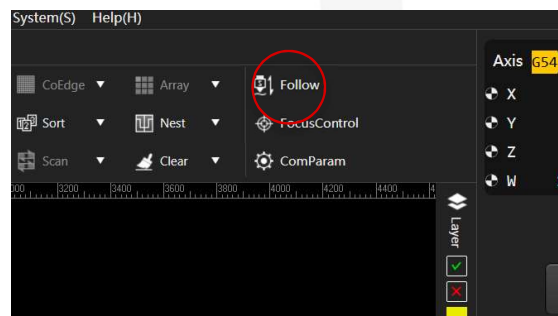 System(S) Help(H)
Axis G54
CoEdge Array Follow
X
Sort Nest FocusControl
Y
Scan Clear ComParam
Z
W
3200 3400 3600 3800 4000 4200 4400
Layer